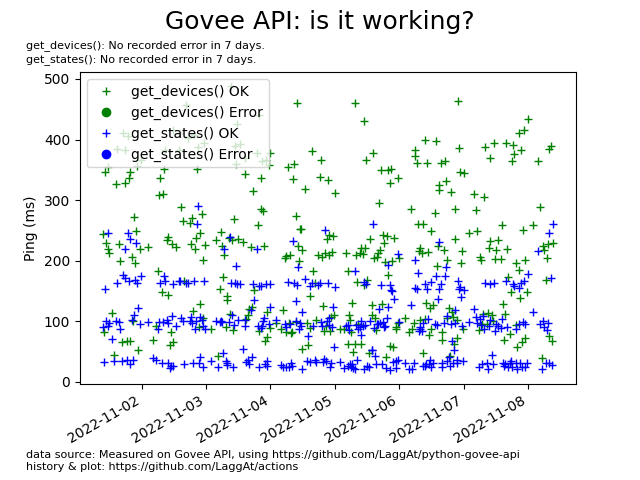 Govee API: is it working?
get_devices(): No recorded error in 7 days.
get_states(): No recorded error in 7 days.
get_devices() OK
get_devices() Error
get_states() OK
get_states() Error
Ping (ms)
500
400
300
200
100
0
2022-11-02
2022-11-03
2022-11-04
2022-11-05
2022-11-06
2022-11-07
2022-11-08
data source: Measured on Govee API, using https://github.com/LaggAt/python-govee-api
history & plot: https://github.com/LaggAt/actions